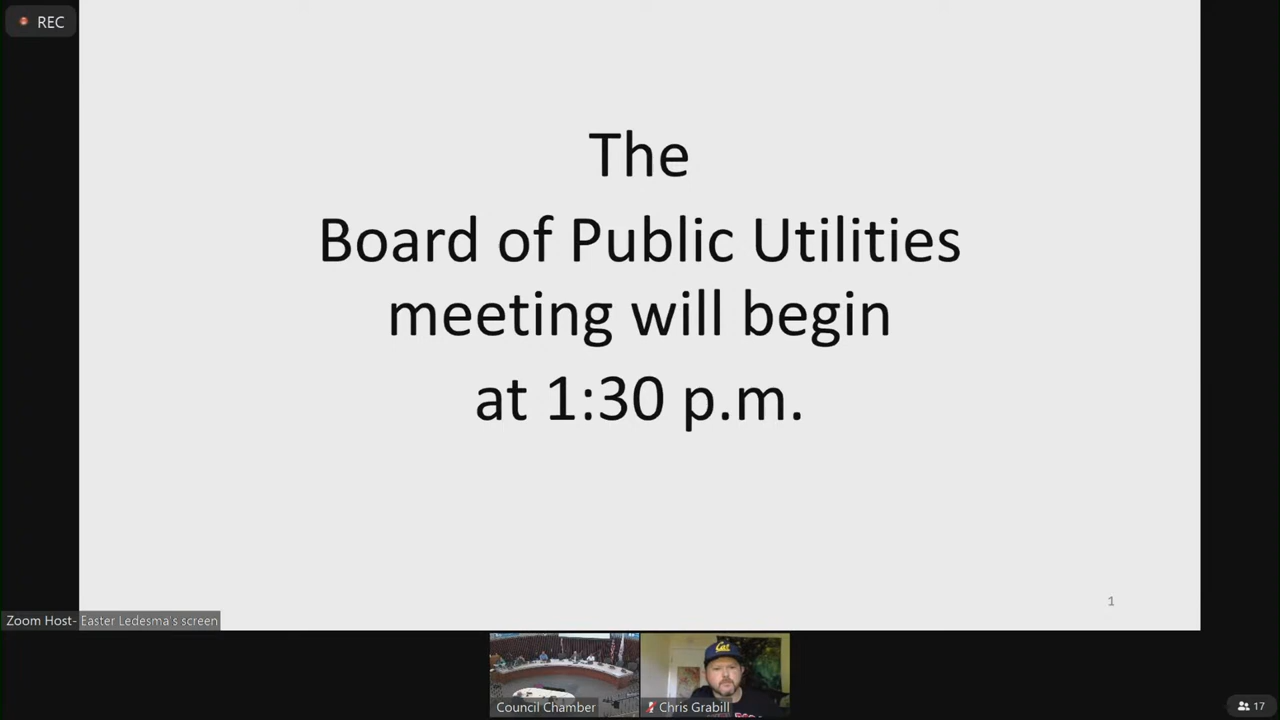 REC
The
Board of Public Utilities
meeting will begin
at 1:30 p.m.
1
Zoom Host- Easter Ledesma's screen
Cal
Council Chamber
Chris Grabill
17